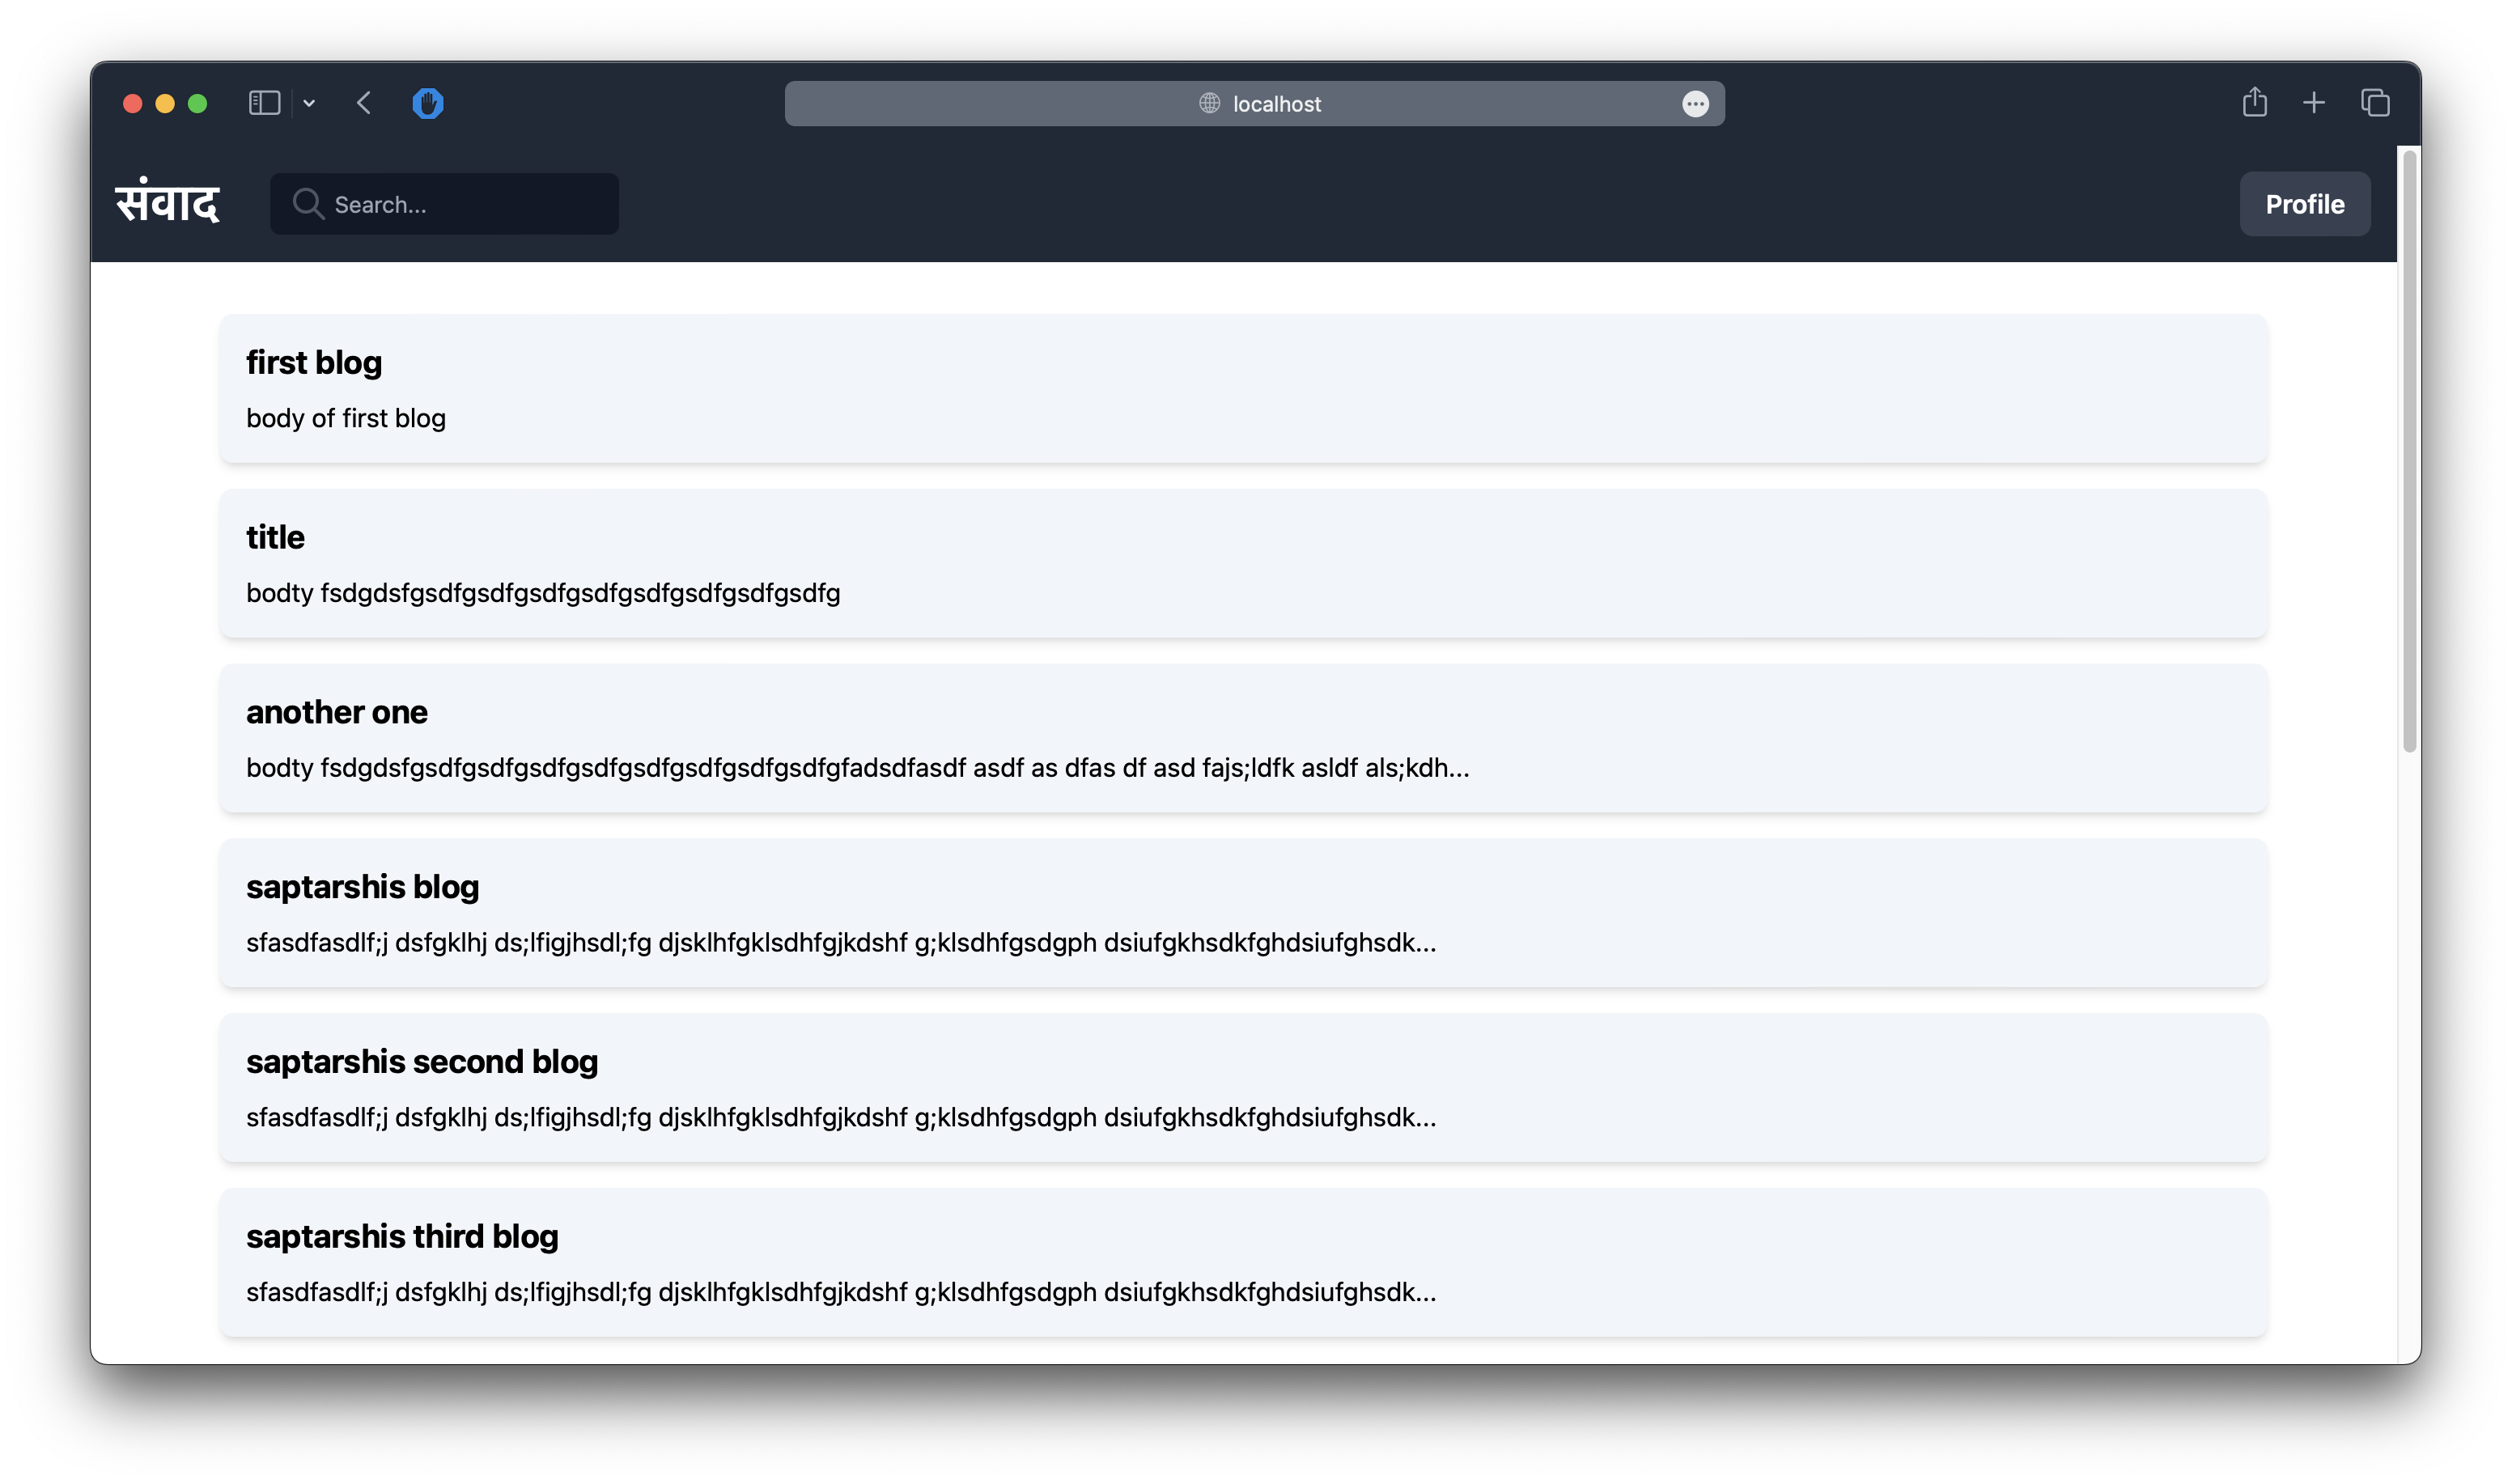 localhost
संवाद
Search...
Profile
first blog
body of first blog
title
bodty fsdgdsfgsdfgsdfgsdfgsdfgsdfgsdfgsdfgsdfg
another one
bodty fsdgdsfgsdfgsdfgsdfgsdfgsdfgsdfgsdfgsdfgfadsdfasdf asdf as dfas df asd fajs;ldfk asldf als;kdh...
saptarshis blog
sfasdfasdlf;j dsfgklhj ds;lfigjhsdl;fg djsklhfgklsdhfgjkdshf g;klsdhfgsdgph dsiufgkhsdkfghdsiufghsdk...
saptarshis second blog
sfasdfasdlf;j dsfgklhj ds;lfigjhsdl;fg djsklhfgklsdhfgjkdshf g;klsdhfgsdgph dsiufgkhsdkfghdsiufghsdk...
saptarshis third blog
sfasdfasdlf;j dsfgklhj ds;lfigjhsdl;fg djsklhfgklsdhfgjkdshf g;klsdhfgsdgph dsiufgkhsdkfghdsiufghsdk...